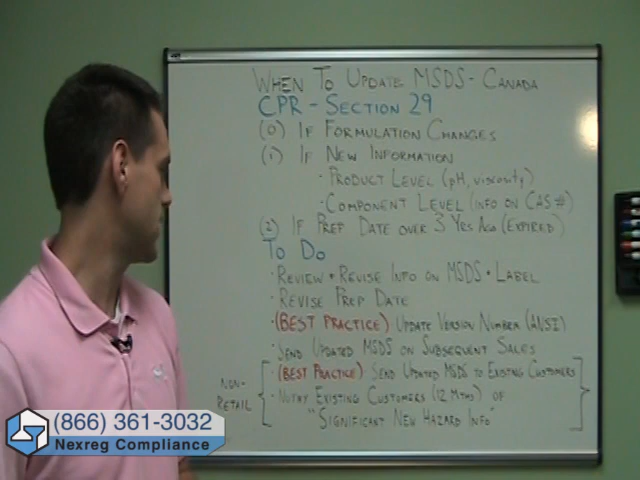 WHEN TO UPDATE MSDS - CANADA
CPR - SECTION 29
(0) IF FORMULATION CHANGES
(1) IF NEW INFORMATION
· PRODUCT LEVEL (pH, viscosity)
· COMPONENT LEVEL (INFO ON CAS #)
(2) IF PREP DATE OVER 3 YRS AGO (EXPIRED)
TO DO
· REVIEW + REVISE INFO ON MSDS + LABEL
· REVISE PREP DATE
· (BEST PRACTICE) UPDATE VERSION NUMBER (ANSI)
· SEND UPDATED MSDS ON SUBSEQUENT SALES
NON-RETAIL
· (BEST PRACTICE) SEND UPDATED MSDS TO EXISTING CUSTOMERS
· NOTIFY EXISTING CUSTOMERS (12 MTHS) OF
"SIGNIFICANT NEW HAZARD INFO"
(866) 361-3032
Nexreg Compliance